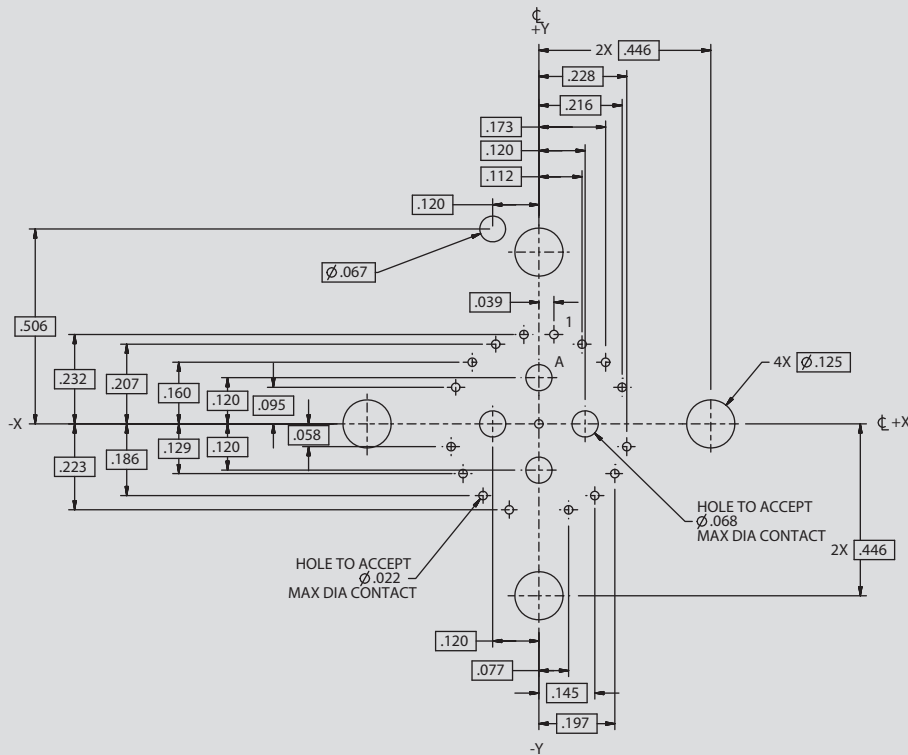 ℄
+Y
2X .446
.228
.216
.173
.120
.112
.120
Ø.067
.039
.506
1
.232
.207
A
4X Ø.125
.160
.120
.095
-X
℄ +X
.058
.129
.120
.186
.223
HOLE TO ACCEPT
Ø.068
MAX DIA CONTACT
2X .446
HOLE TO ACCEPT
Ø.022
MAX DIA CONTACT
.120
.077
.145
.197
-Y